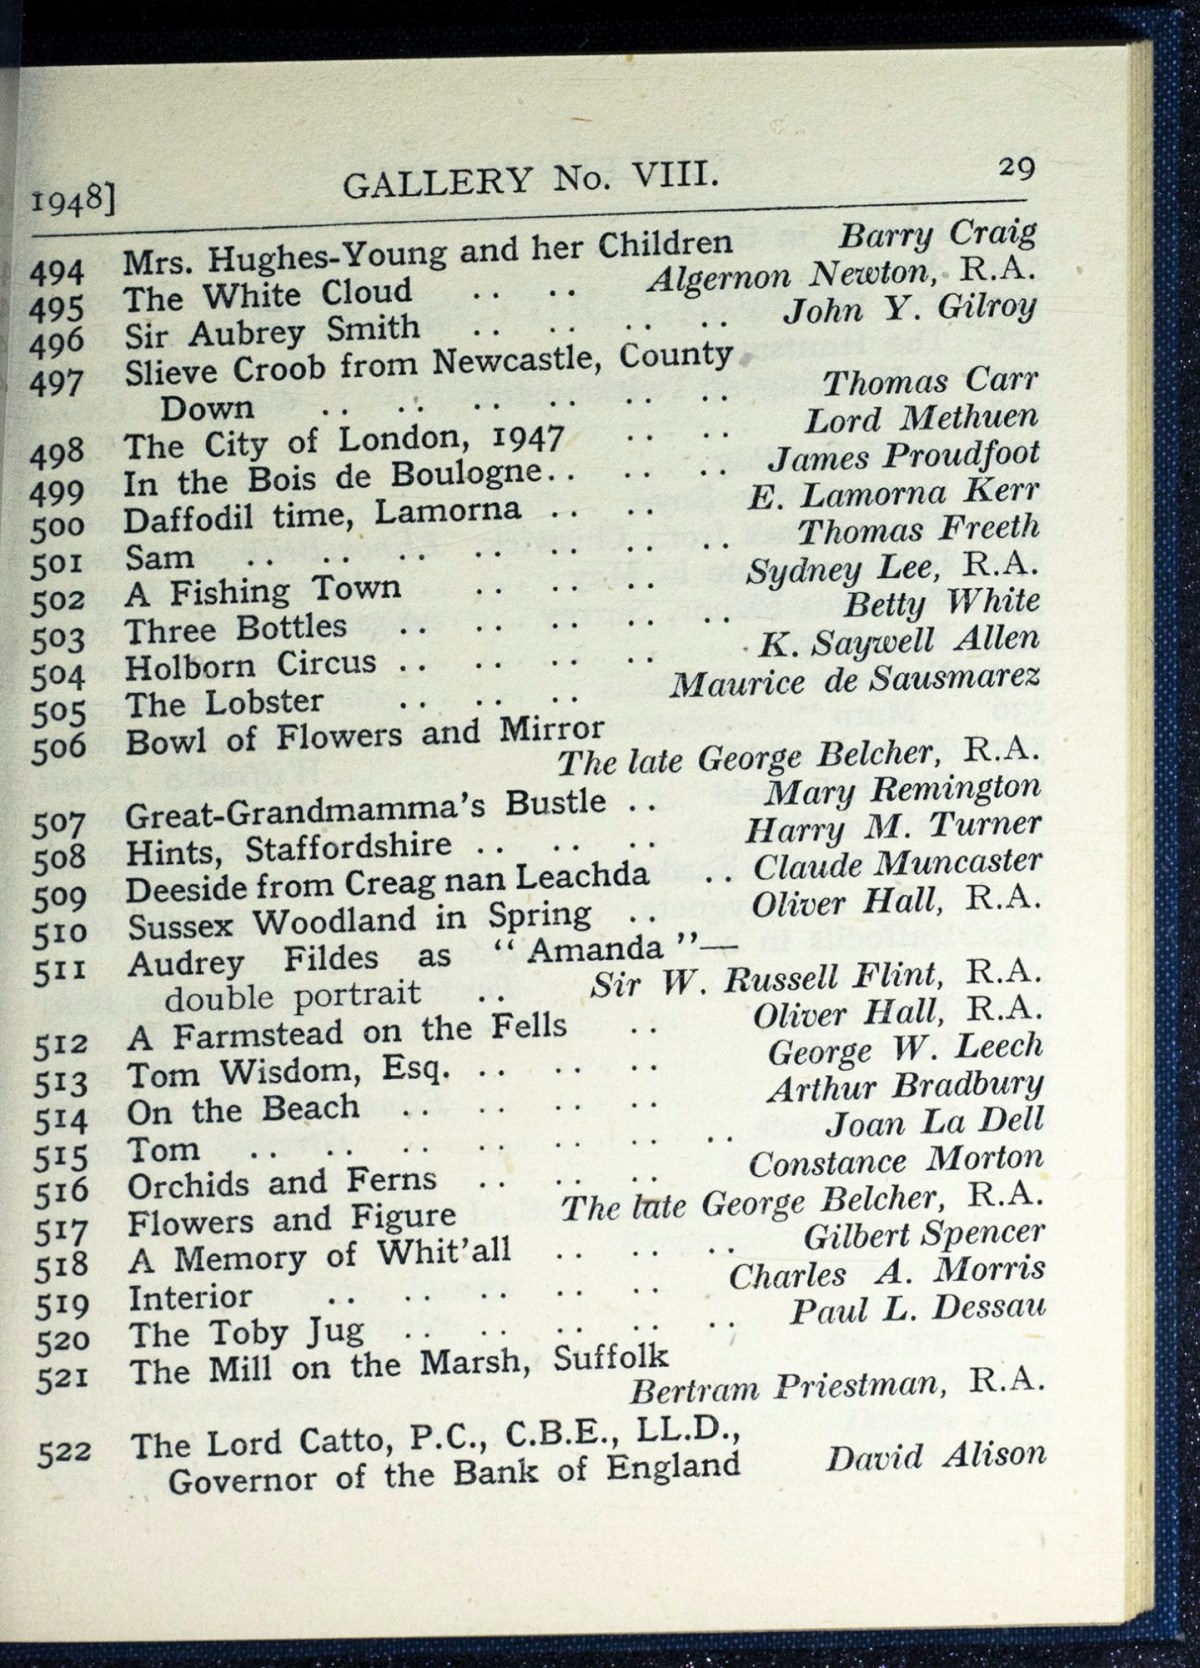 1948] GALLERY No. VIII. 29
494 Mrs. Hughes-Young and her Children Barry Craig
495 The White Cloud .. .. Algernon Newton, R.A.
496 Sir Aubrey Smith .. .. .. .. John Y. Gilroy
497 Slieve Croob from Newcastle, County
Down .. .. .. .. .. .. Thomas Carr
498 The City of London, 1947 .. .. Lord Methuen
499 In the Bois de Boulogne.. .. .. James Proudfoot
500 Daffodil time, Lamorna .. .. E. Lamorna Kerr
501 Sam .. .. .. .. .. .. .. Thomas Freeth
502 A Fishing Town .. .. .. Sydney Lee, R.A.
503 Three Bottles .. .. .. .. .. Betty White
504 Holborn Circus .. .. .. .. K. Saywell Allen
505 The Lobster .. .. .. Maurice de Sausmarez
506 Bowl of Flowers and Mirror
The late George Belcher, R.A.
507 Great-Grandmamma's Bustle .. Mary Remington
508 Hints, Staffordshire .. .. .. Harry M. Turner
509 Deeside from Creag nan Leachda .. Claude Muncaster
510 Sussex Woodland in Spring .. Oliver Hall, R.A.
511 Audrey Fildes as “Amanda”—
double portrait .. Sir W. Russell Flint, R.A.
512 A Farmstead on the Fells .. Oliver Hall, R.A.
513 Tom Wisdom, Esq. .. .. .. George W. Leech
514 On the Beach .. .. .. .. Arthur Bradbury
515 Tom .. .. .. .. .. .. .. Joan La Dell
516 Orchids and Ferns .. .. .. Constance Morton
517 Flowers and Figure The late George Belcher, R.A.
518 A Memory of Whit'all .. .. .. Gilbert Spencer
519 Interior .. .. .. .. .. Charles A. Morris
520 The Toby Jug .. .. .. .. .. Paul L. Dessau
521 The Mill on the Marsh, Suffolk
Bertram Priestman, R.A.
522 The Lord Catto, P.C., C.B.E., LL.D.,
Governor of the Bank of England David Alison